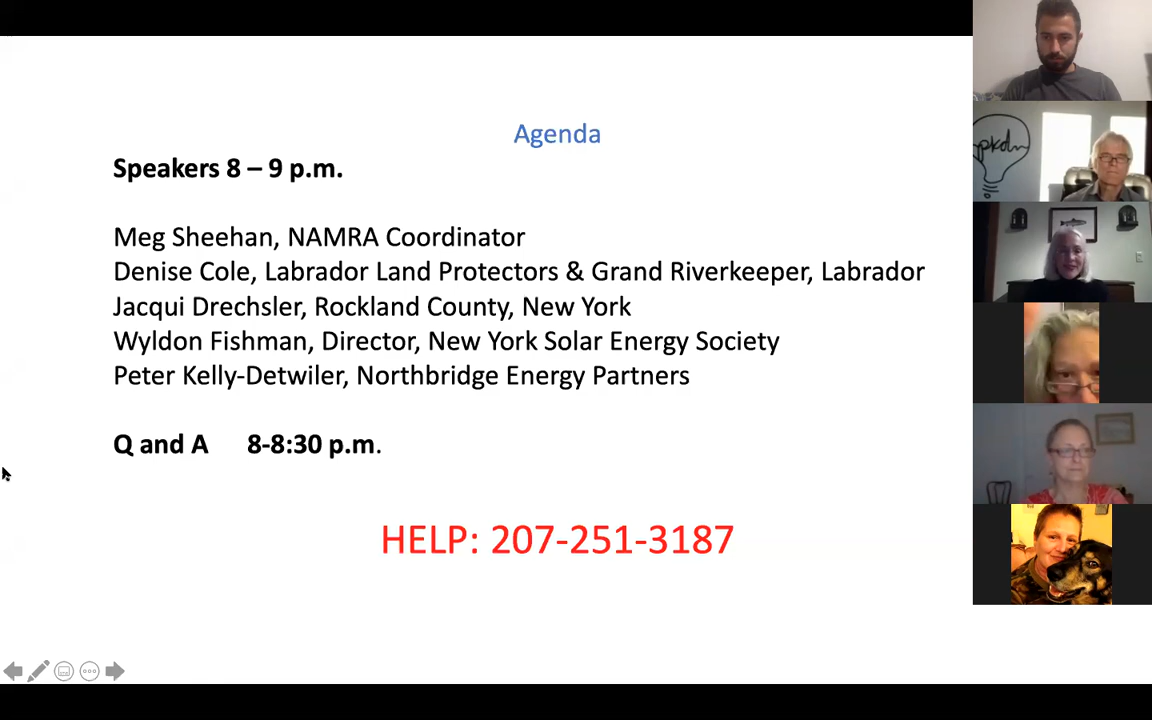 Agenda
Speakers 8 – 9 p.m.
Meg Sheehan, NAMRA Coordinator
Denise Cole, Labrador Land Protectors & Grand Riverkeeper, Labrador
Jacqui Drechsler, Rockland County, New York
Wyldon Fishman, Director, New York Solar Energy Society
Peter Kelly-Detwiler, Northbridge Energy Partners
Q and A 8-8:30 p.m.
HELP: 207-251-3187
pkdn